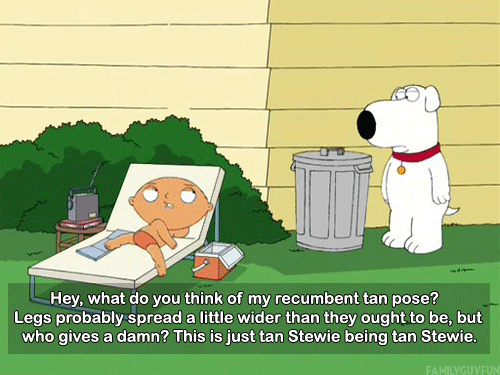 Hey, what do you think of my recumbent tan pose?
Legs probably spread a little wider than they ought to be, but
who gives a damn? This is just tan Stewie being tan Stewie.
FAMILYGUYFUN